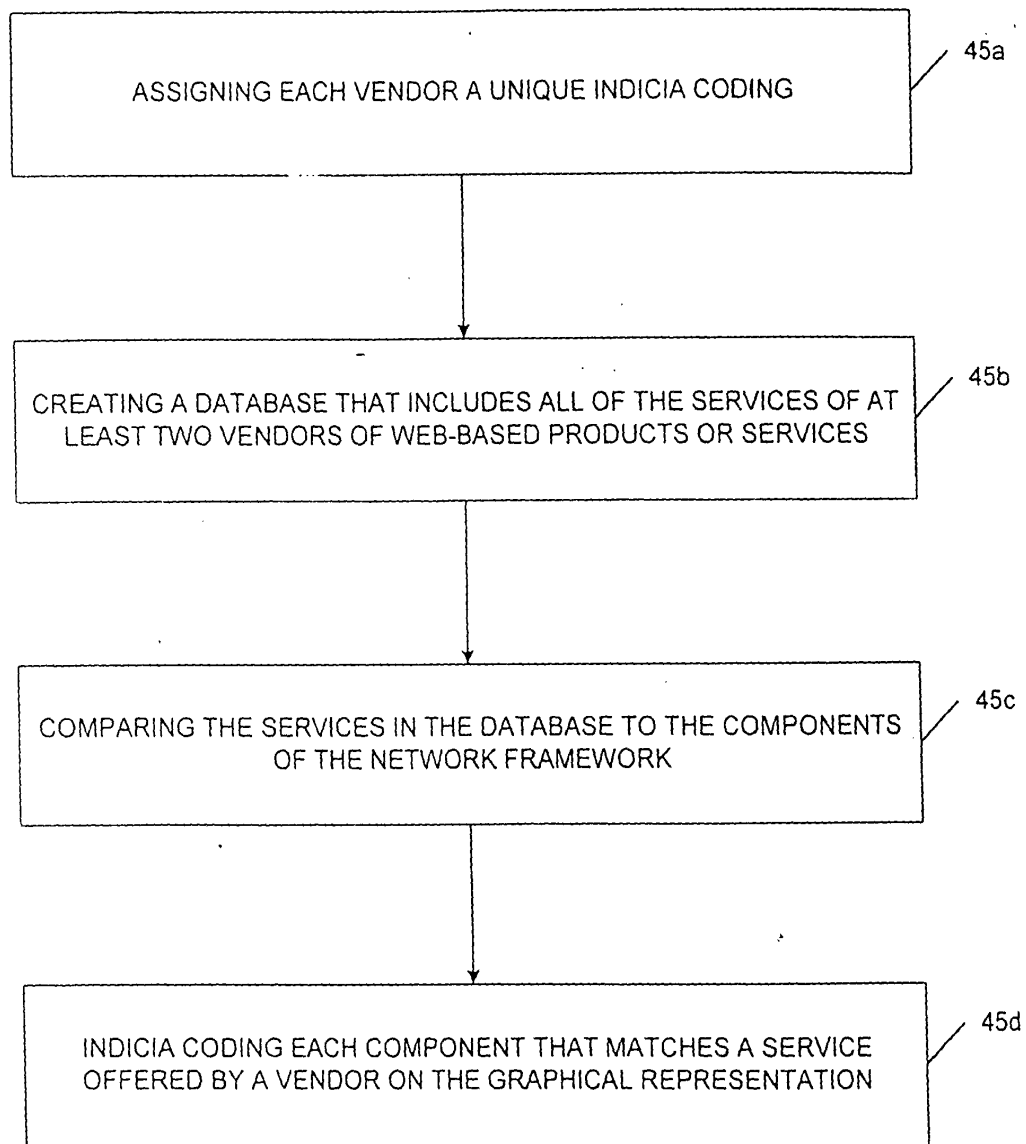 ASSIGNING EACH VENDOR A UNIQUE INDICIA CODING
45a
CREATING A DATABASE THAT INCLUDES ALL OF THE SERVICES OF AT
LEAST TWO VENDORS OF WEB-BASED PRODUCTS OR SERVICES
45b
COMPARING THE SERVICES IN THE DATABASE TO THE COMPONENTS
OF THE NETWORK FRAMEWORK
45c
INDICIA CODING EACH COMPONENT THAT MATCHES A SERVICE
OFFERED BY A VENDOR ON THE GRAPHICAL REPRESENTATION
45d